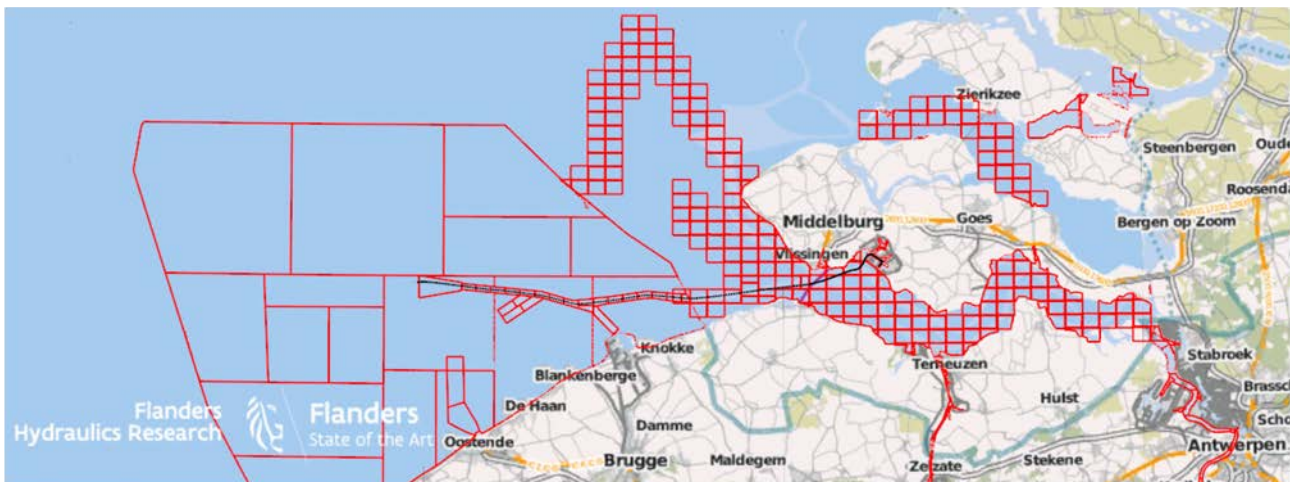 Zierikzee
Steenbergen
Oude
Roosenda
Bergen op Zoom
Middelburg
Goes
Vlissingen
Knokke
Blankenberge
Terneuzen
Stabroek
Brassch
De Haan
Hulst
Scho
Flanders
Hydraulics Research
Flanders
State of the Art
Oostende
Damme
Antwerpen
Brugge
Maldegem
Zelzate
Stekene